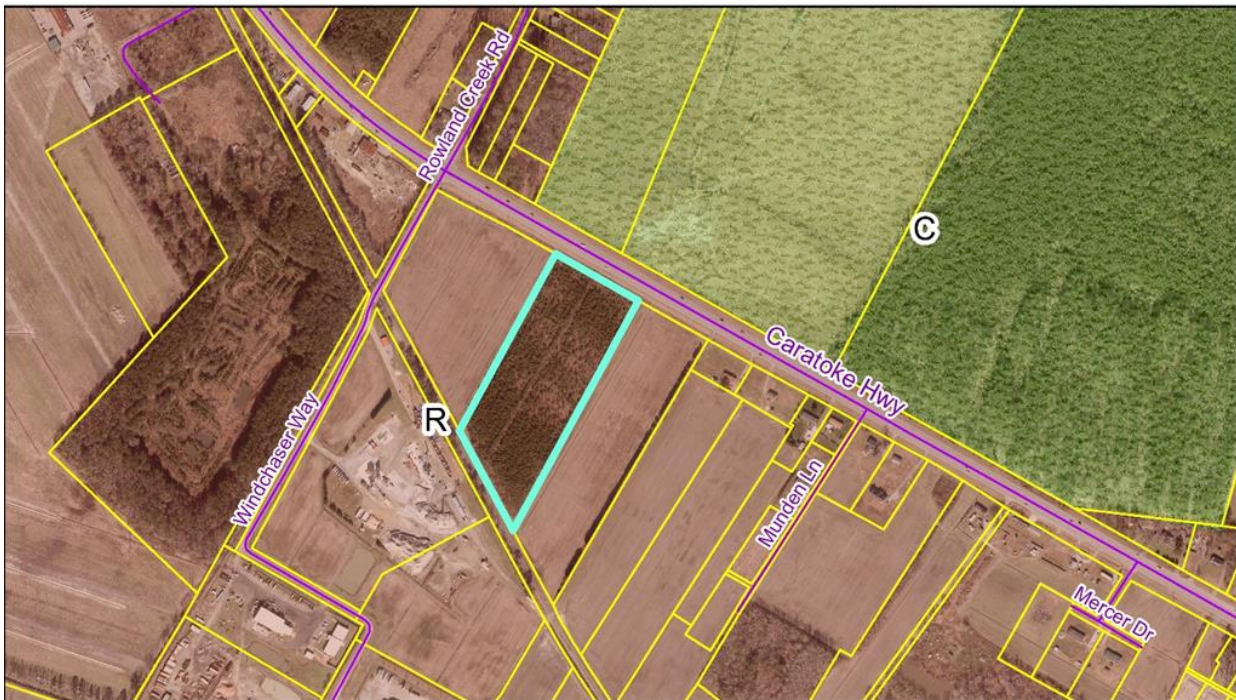 Rowland Creek Rd
C
Caratoke Hwy
R
Windchaser Way
Munden Ln
Mercer Dr